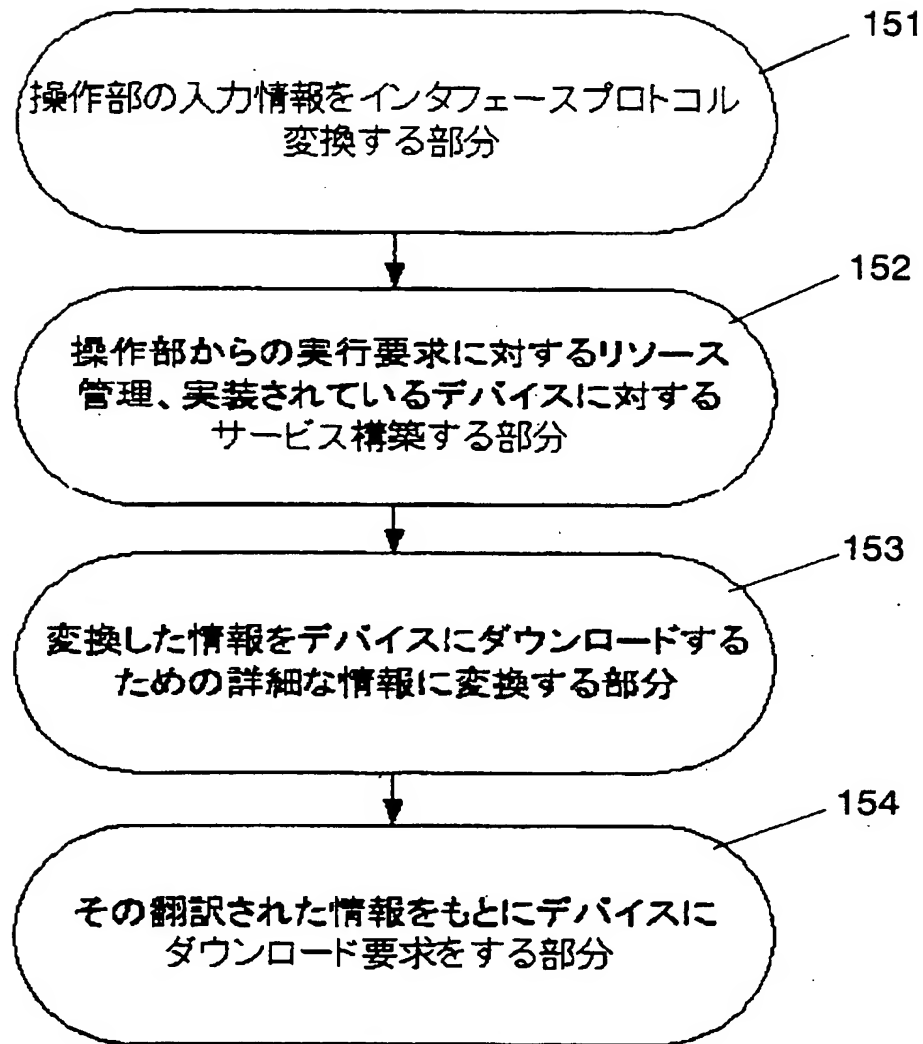 151
操作部の入力情報をインタフェースプロトコル
変換する部分
152
操作部からの実行要求に対するリソース
管理、実装されているデバイスに対する
サービス構築する部分
153
変換した情報をデバイスにダウンロードする
ための詳細な情報に変換する部分
154
その翻訳された情報をもとにデバイスに
ダウンロード要求をする部分